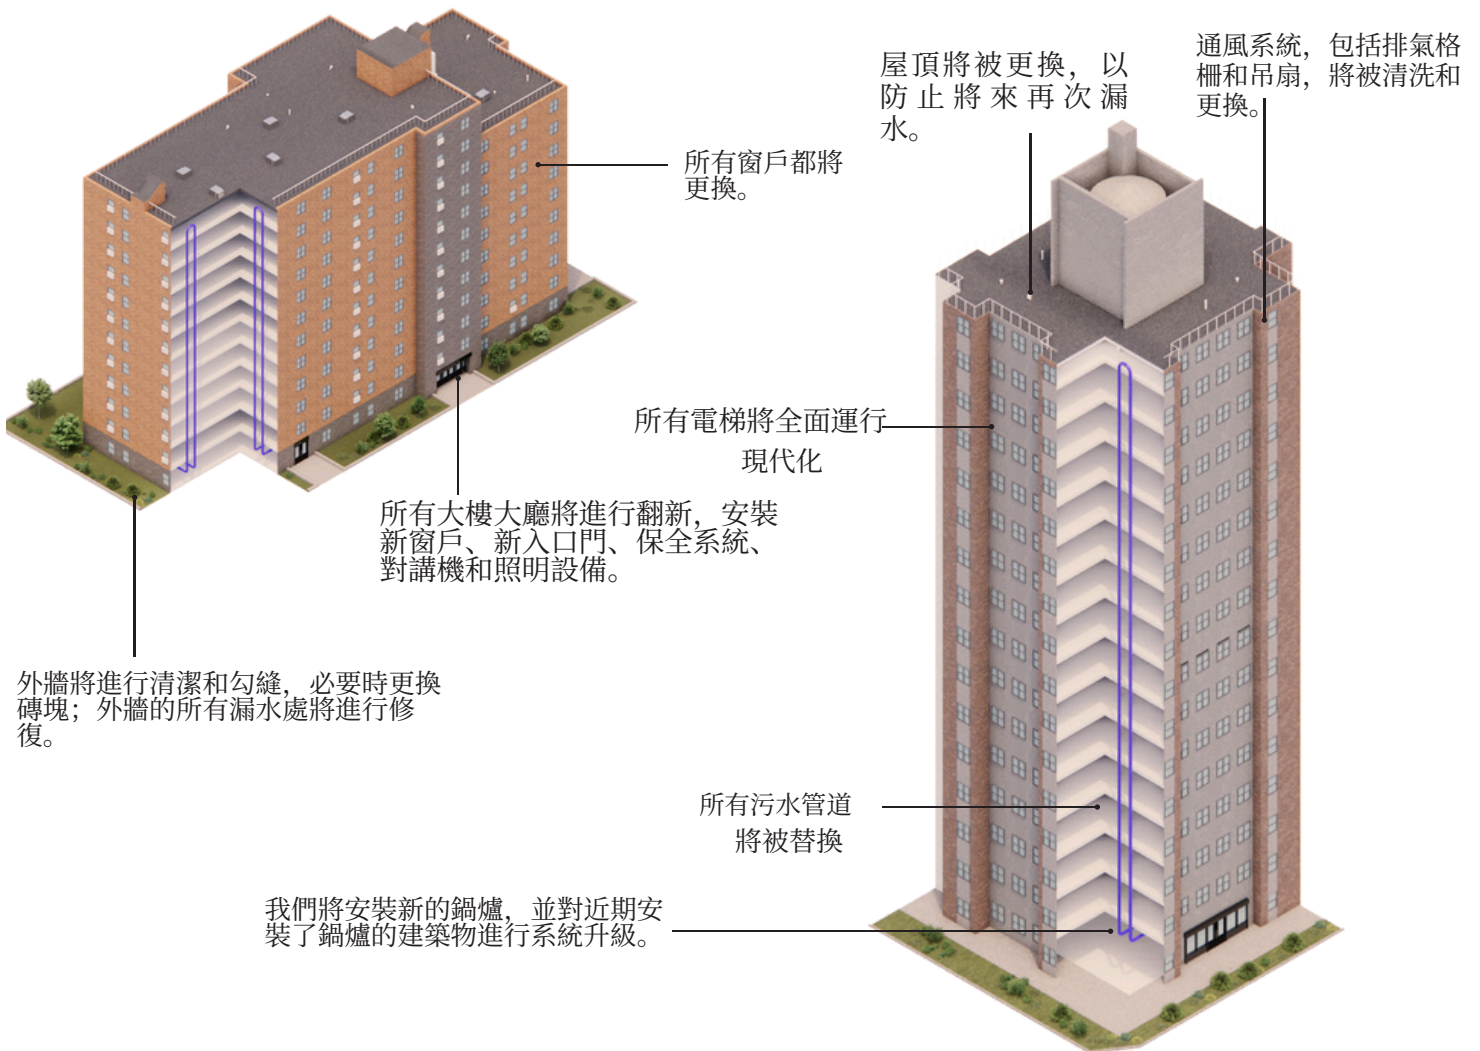 通風系統，包括排氣格
柵和吊扇，將被清洗和
更換。
屋頂將被更換，以
防止將來再次漏
水。
所有窗戶都將
更換。
所有電梯將全面運行
現代化
所有大樓大廳將進行翻新，安裝
新窗戶、新入口門、保全系統、
對講機和照明設備。
外牆將進行清潔和勾縫，必要時更換
磚塊；外牆的所有漏水處將進行修
復。
所有污水管道
將被替換
我們將安裝新的鍋爐，並對近期安
裝了鍋爐的建築物進行系統升級。